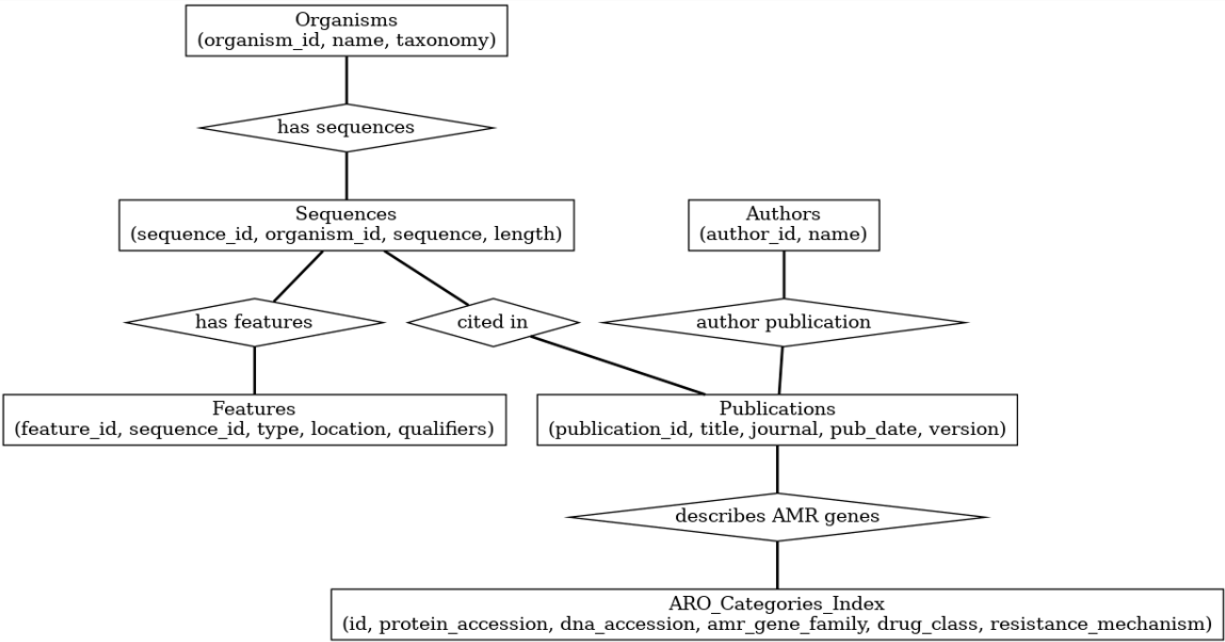 Organisms
(organism_id, name, taxonomy)
has sequences
Sequences
(sequence_id, organism_id, sequence, length)
Authors
(author_id, name)
has features
cited in
author publication
Features
(feature_id, sequence_id, type, location, qualifiers)
Publications
(publication_id, title, journal, pub_date, version)
describes AMR genes
ARO_Categories_Index
(id, protein_accession, dna_accession, amr_gene_family, drug_class, resistance_mechanism)